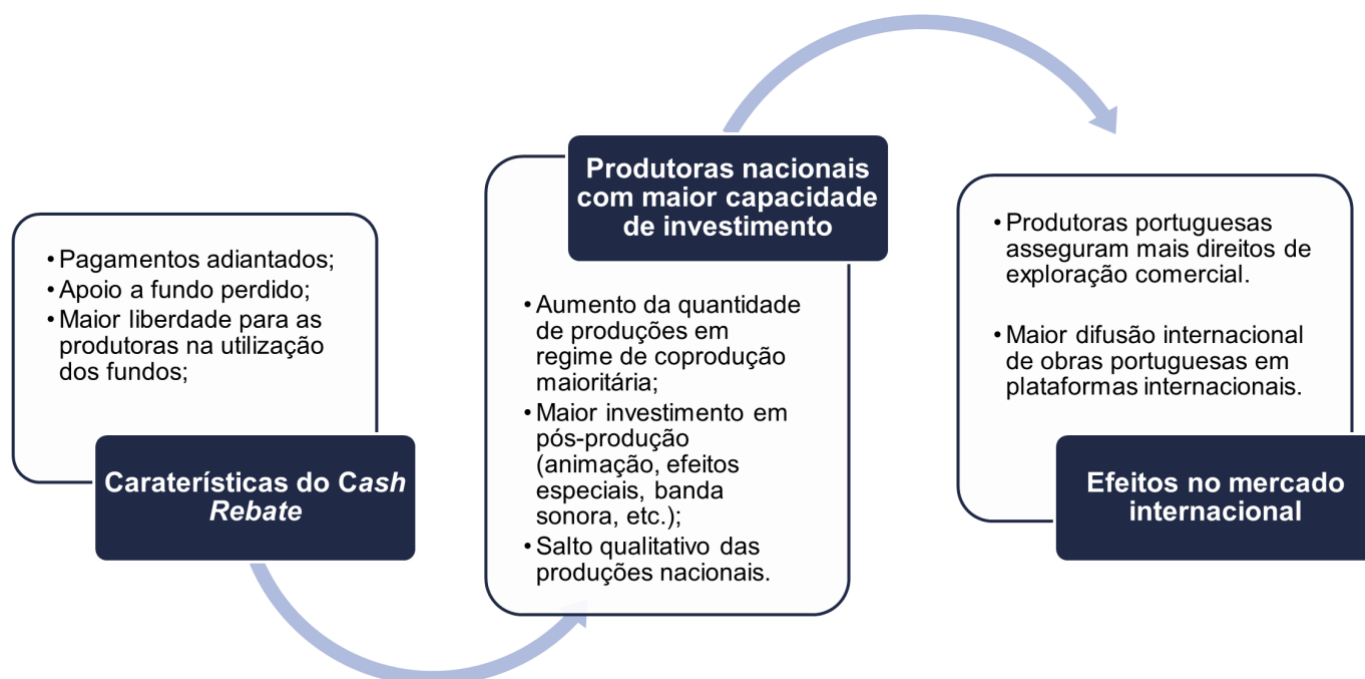 • Pagamentos adiantados;
• Apoio a fundo perdido;
• Maior liberdade para as
produtoras na utilização
dos fundos;
Caraterísticas do Cash
Rebate
Produtoras nacionais
com maior capacidade
de investimento
• Aumento da quantidade
de produções em
regime de coprodução
maioritária;
• Maior investimento em
pós-produção
(animação, efeitos
especiais, banda
sonora, etc.);
• Salto qualitativo das
produções nacionais.
• Produtoras portuguesas
asseguram mais direitos de
exploração comercial.
• Maior difusão internacional
de obras portuguesas em
plataformas internacionais.
Efeitos no mercado
internacional